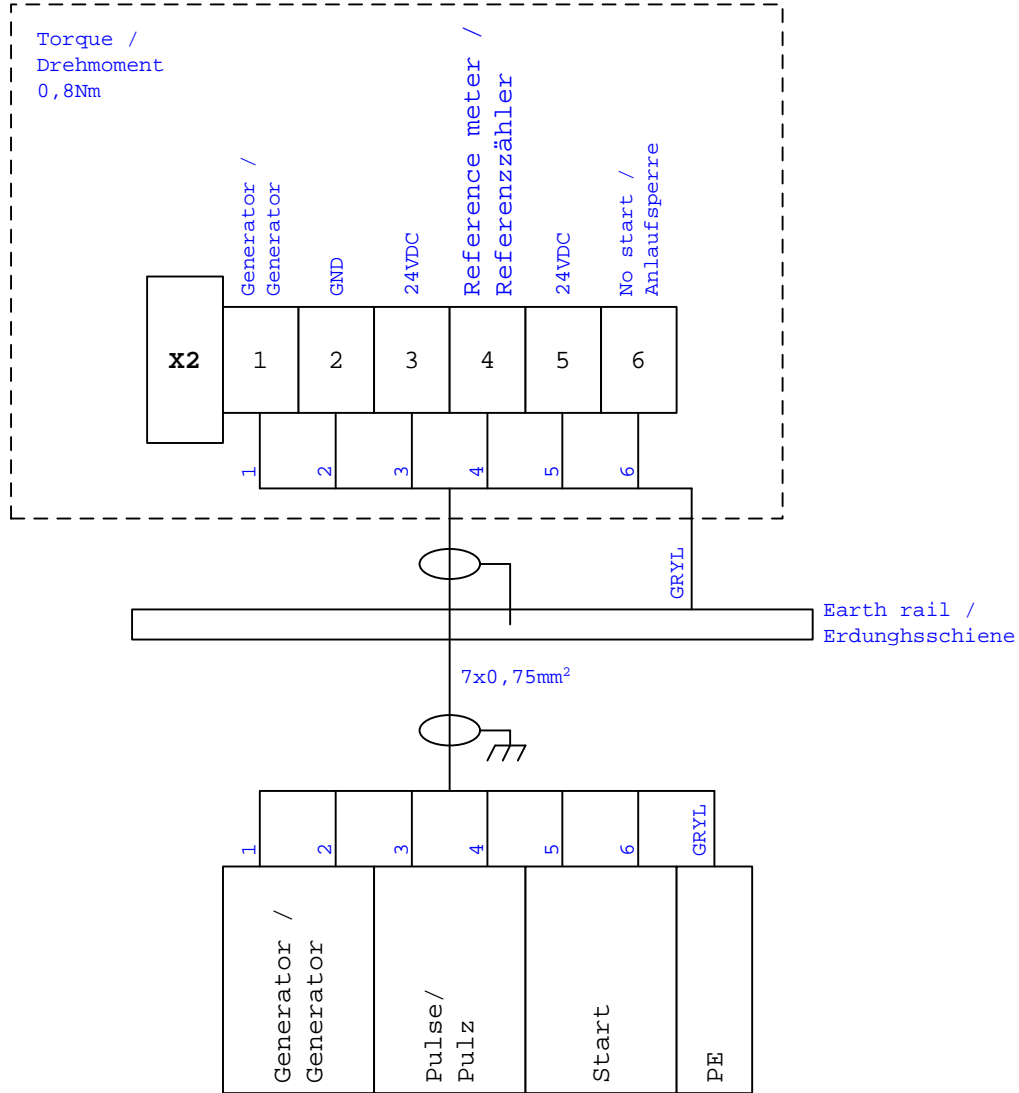 Torque /
Drehmoment
0,8Nm
Generator /
Generator
GND
24VDC
Reference meter /
Referenzzähler
24VDC
No start /
Anlaufsperre
X2
1
2
3
4
5
6
1
2
3
4
5
6
GRYL
Earth rail /
Erdunghsschiene
7x0,75mm²
1
2
3
4
5
6
GRYL
Generator /
Generator
Pulse/
Pulz
Start
PE